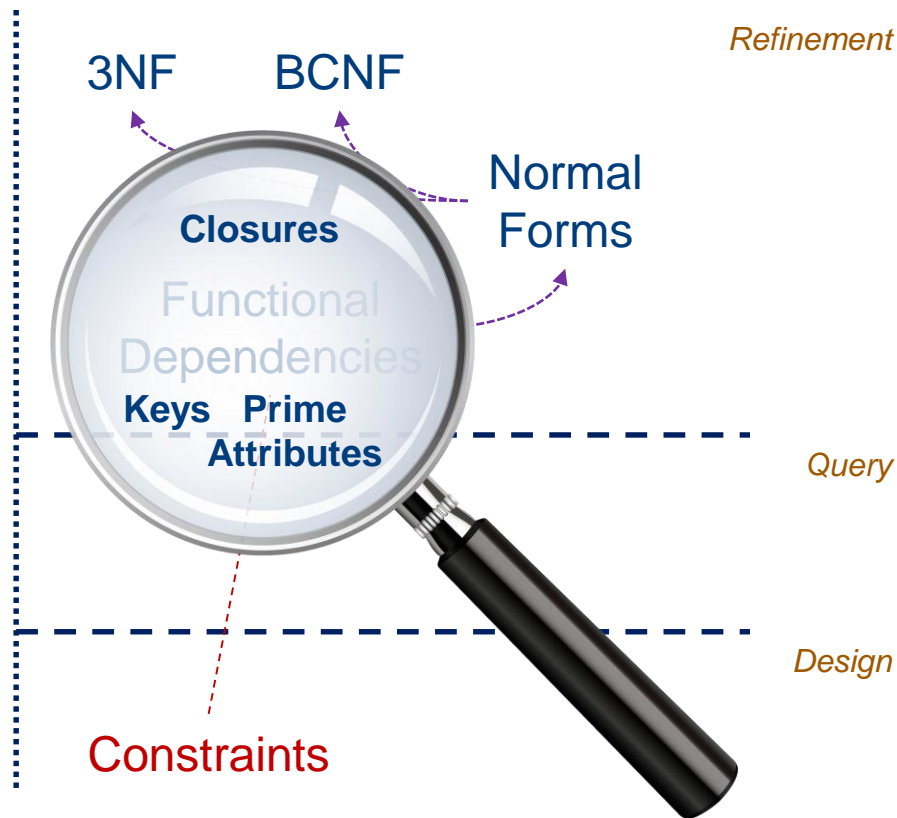 Refinement
3NF BCNF
Normal
Forms
Closures
Functional
Dependencies
Keys Prime
Attributes
Query
Design
Constraints